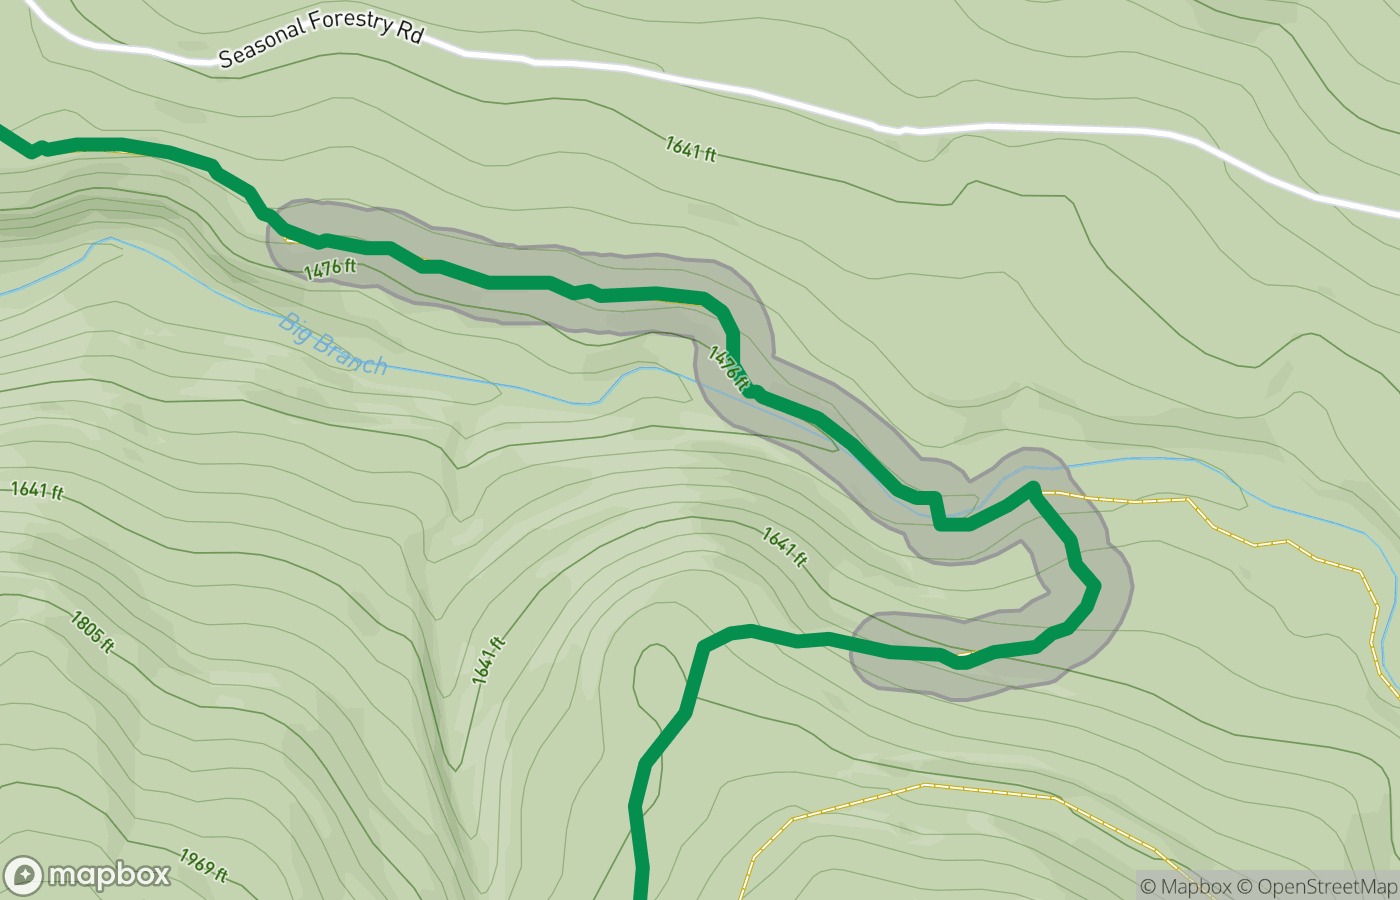 Seasonal Forestry Rd
1641 ft
1476 ft
Big Branch
1476 ft
1641 ft
1641 ft
1805 ft
1641 ft
1969 ft
mapbox
© Mapbox © OpenStreetMap